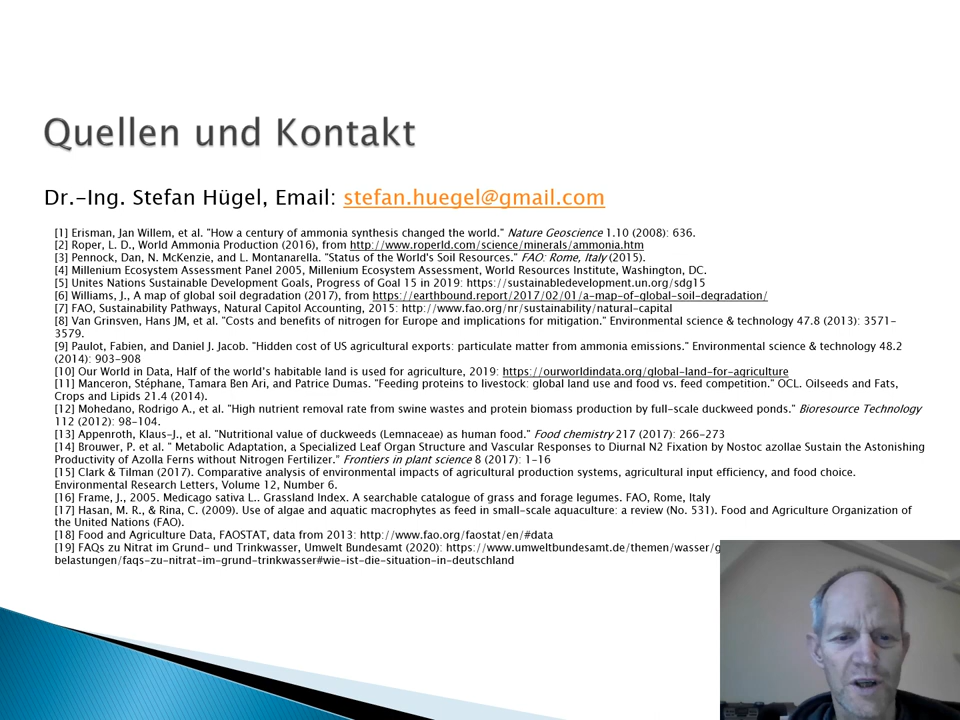 Quellen und Kontakt
Dr.-Ing. Stefan Hügel, Email: stefan.huegel@gmail.com
[1] Erisman, Jan Willem, et al. "How a century of ammonia synthesis changed the world." Nature Geoscience 1.10 (2008): 636.
[2] Roper, L. D., World Ammonia Production (2016), from http://www.roperld.com/science/minerals/ammonia.htm
[3] Pennock, Dan, N. McKenzie, and L. Montanarella. "Status of the World's Soil Resources." FAO: Rome, Italy (2015).
[4] Millenium Ecosystem Assessment Panel 2005, Millenium Ecosystem Assessment, World Resources Institute, Washington, DC.
[5] Unites Nations Sustainable Development Goals, Progress of Goal 15 in 2019: https://sustainabledevelopment.un.org/sdg15
[6] Williams, J., A map of global soil degradation (2017), from https://earthbound.report/2017/02/01/a-map-of-global-soil-degradation/
[7] FAO, Sustainability Pathways, Natural Capitol Accounting, 2015: http://www.fao.org/nr/sustainability/natural-capital
[8] Van Grinsven, Hans JM, et al. "Costs and benefits of nitrogen for Europe and implications for mitigation." Environmental science & technology 47.8 (2013): 3571-
3579.
[9] Paulot, Fabien, and Daniel J. Jacob. "Hidden cost of US agricultural exports: particulate matter from ammonia emissions." Environmental science & technology 48.2
(2014): 903-908
[10] Our World in Data, Half of the world's habitable land is used for agriculture, 2019: https://ourworldindata.org/global-land-for-agriculture
[11] Manceron, Stéphane, Tamara Ben Ari, and Patrice Dumas. "Feeding proteins to livestock: global land use and food vs. feed competition." OCL. Oilseeds and Fats,
Crops and Lipids 21.4 (2014).
[12] Mohedano, Rodrigo A., et al. "High nutrient removal rate from swine wastes and protein biomass production by full-scale duckweed ponds." Bioresource Technology
112 (2012): 98-104.
[13] Appenroth, Klaus-J., et al. "Nutritional value of duckweeds (Lemnaceae) as human food." Food chemistry 217 (2017): 266-273
[14] Brouwer, P. et al. " Metabolic Adaptation, a Specialized Leaf Organ Structure and Vascular Responses to Diurnal N2 Fixation by Nostoc azollae Sustain the Astonishing
Productivity of Azolla Ferns without Nitrogen Fertilizer." Frontiers in plant science 8 (2017): 1-16
[15] Clark & Tilman (2017). Comparative analysis of environmental impacts of agricultural production systems, agricultural input efficiency, and food choice.
Environmental Research Letters, Volume 12, Number 6.
[16] Frame, J., 2005. Medicago sativa L.. Grassland Index. A searchable catalogue of grass and forage legumes. FAO, Rome, Italy
[17] Hasan, M. R., & Rina, C. (2009). Use of algae and aquatic macrophytes as feed in small-scale aquaculture: a review (No. 531). Food and Agriculture Organization of
the United Nations (FAO).
[18] Food and Agriculture Data, FAOSTAT, data from 2013: http://www.fao.org/faostat/en/#data
[19] FAQs zu Nitrat im Grund- und Trinkwasser, Umwelt Bundesamt (2020): https://www.umweltbundesamt.de/themen/wasser/g
belastungen/faqs-zu-nitrat-im-grund-trinkwasser#wie-ist-die-situation-in-deutschland